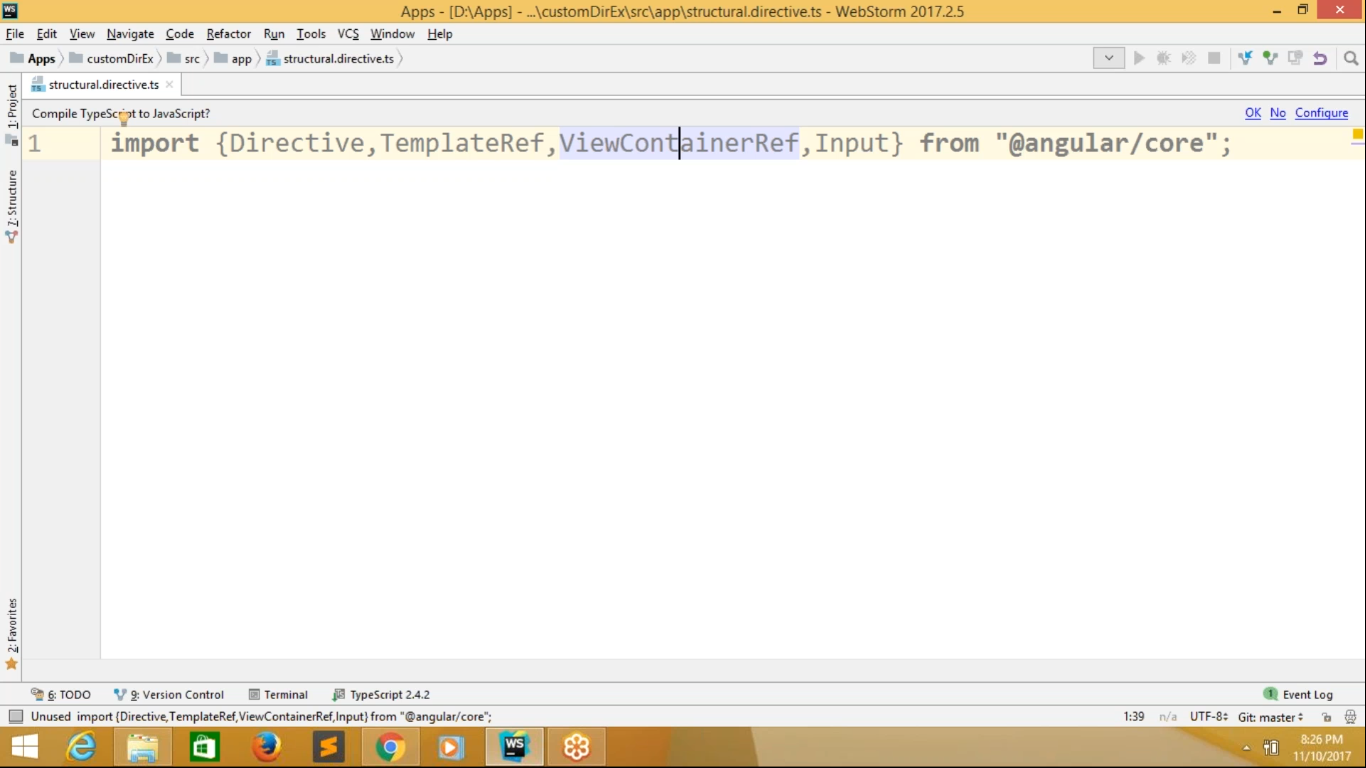 WS Apps - [D:\Apps] - ...\customDirEx\src\app\structural.directive.ts - WebStorm 2017.2.5
File Edit View Navigate Code Refactor Run Tools VCS Window Help
Apps customDirEx src app structural.directive.ts
structural.directive.ts
Compile TypeScript to JavaScript? OK No Configure
1 import {Directive,TemplateRef,ViewContainerRef,Input} from "@angular/core";
1: Project
7: Structure
2: Favorites
6: TODO 9: Version Control Terminal TypeScript 2.4.2 1 Event Log
Unused import {Directive,TemplateRef,ViewContainerRef,Input} from "@angular/core"; 1:39 n/a UTF-8 Git: master
WS 8:26 PM
11/10/2017